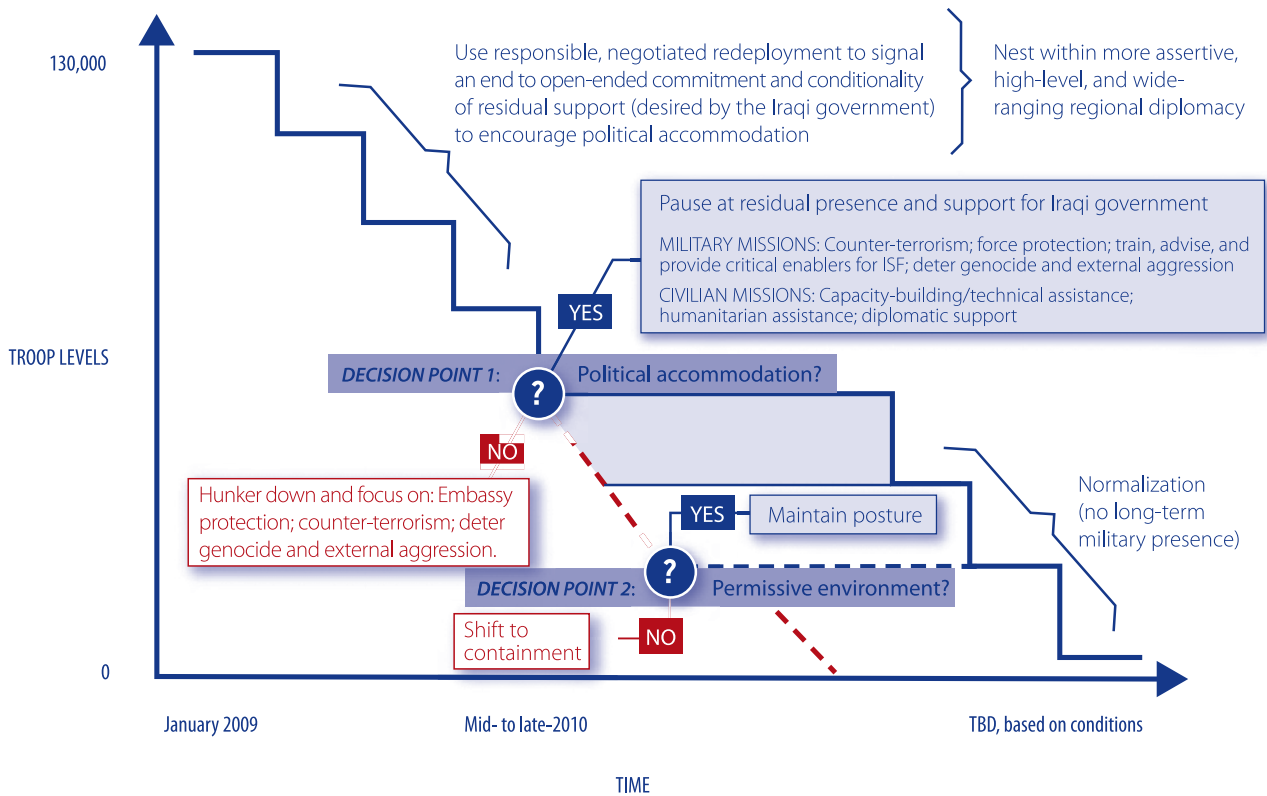 130,000
Use responsible, negotiated redeployment to signal
an end to open-ended commitment and conditionality
of residual support (desired by the Iraqi government)
to encourage political accommodation
Nest within more assertive,
high-level, and wide-
ranging regional diplomacy
Pause at residual presence and support for Iraqi government
MILITARY MISSIONS: Counter-terrorism; force protection; train, advise, and
provide critical enablers for ISF; deter genocide and external aggression
CIVILIAN MISSIONS: Capacity-building/technical assistance;
humanitarian assistance; diplomatic support
YES
TROOP LEVELS
DECISION POINT 1:
?
Political accommodation?
NO
Hunker down and focus on: Embassy
protection; counter-terrorism; deter
genocide and external aggression.
YES
Maintain posture
Normalization
(no long-term
military presence)
DECISION POINT 2:
?
Permissive environment?
Shift to
containment
NO
0
January 2009
Mid- to late-2010
TBD, based on conditions
TIME